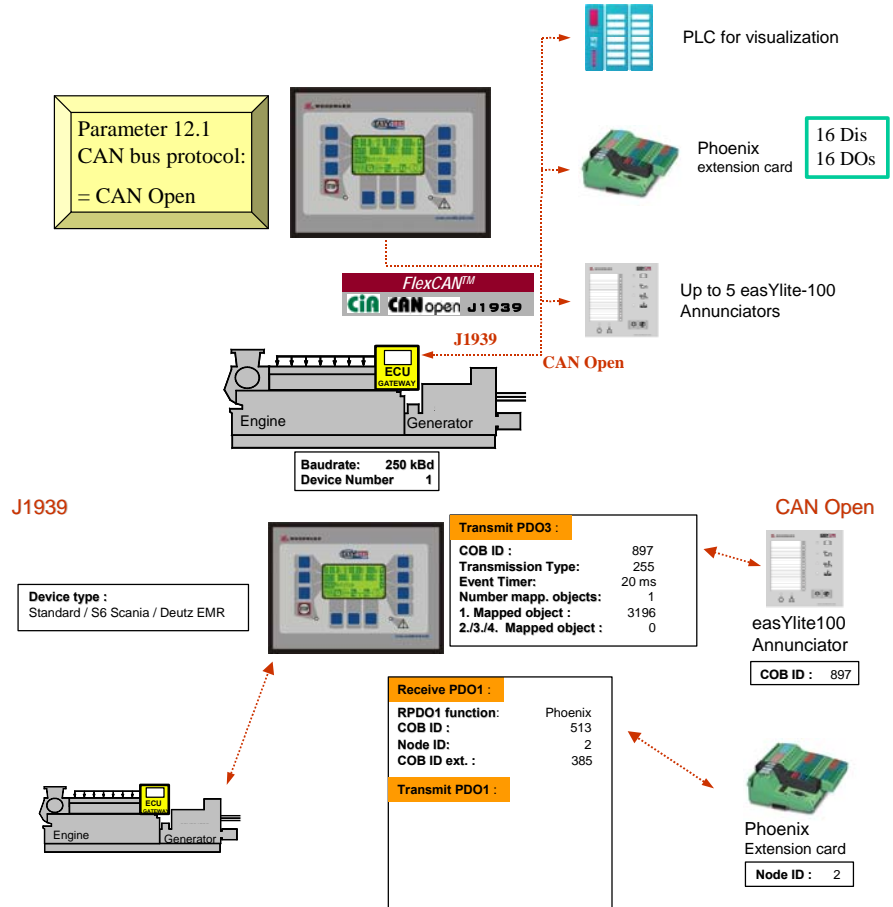 PLC for visualization
Parameter 12.1
CAN bus protocol:
= CAN Open
Phoenix
extension card
16 Dis
16 DOs
FlexCAN™
CiA CANopen J1939
Up to 5 easYlite-100
Annunciators
J1939
CAN Open
ECU
GATEWAY
Engine
Generator
Baudrate: 250 kBd
Device Number 1
J1939
CAN Open
Device type :
Standard / S6 Scania / Deutz EMR
Transmit PDO3 :
COB ID : 897
Transmission Type: 255
Event Timer: 20 ms
Number mapp. objects: 1
1. Mapped object : 3196
2./3./4. Mapped object : 0
easYlite100
Annunciator
COB ID : 897
Receive PDO1 :
RPDO1 function: Phoenix
COB ID : 513
Node ID: 2
COB ID ext. : 385
Transmit PDO1 :
ECU
GATEWAY
Engine
Generator
Phoenix
Extension card
Node ID : 2